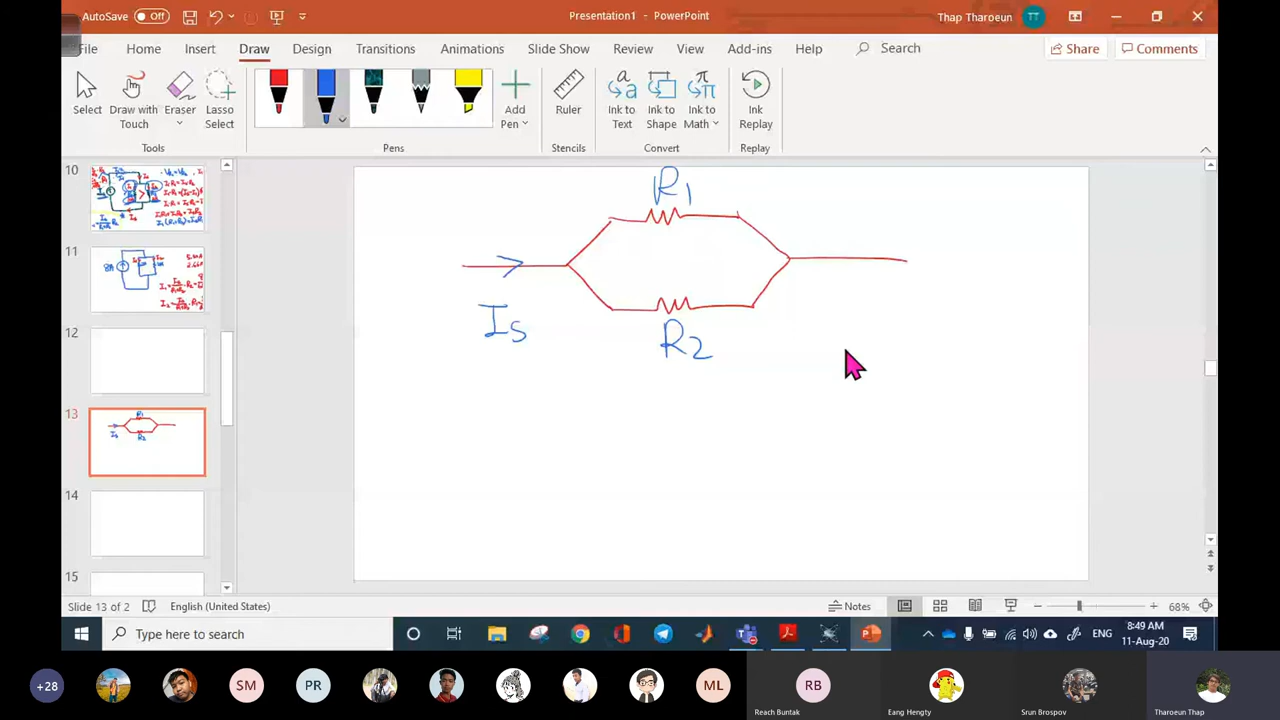 AutoSave Off
Presentation1 - PowerPoint
Thap Tharoeun TT
File Home Insert Draw Design Transitions Animations Slide Show Review View Add-ins Help Search Share Comments
Select Draw with Touch Eraser Lasso Select Add Pen Ruler Ink to Text Ink to Shape Ink to Math Ink Replay
Tools Pens Stencils Convert Replay
10
11
12
13
14
15
R1
Is
R2
Slide 13 of 2 English (United States) Notes 68%
Type here to search
ENG
8:49 AM
11-Aug-20
+28 SM PR ML RB
Reach Buntak Eang Hengty Srun Brospov Tharoeun Thap